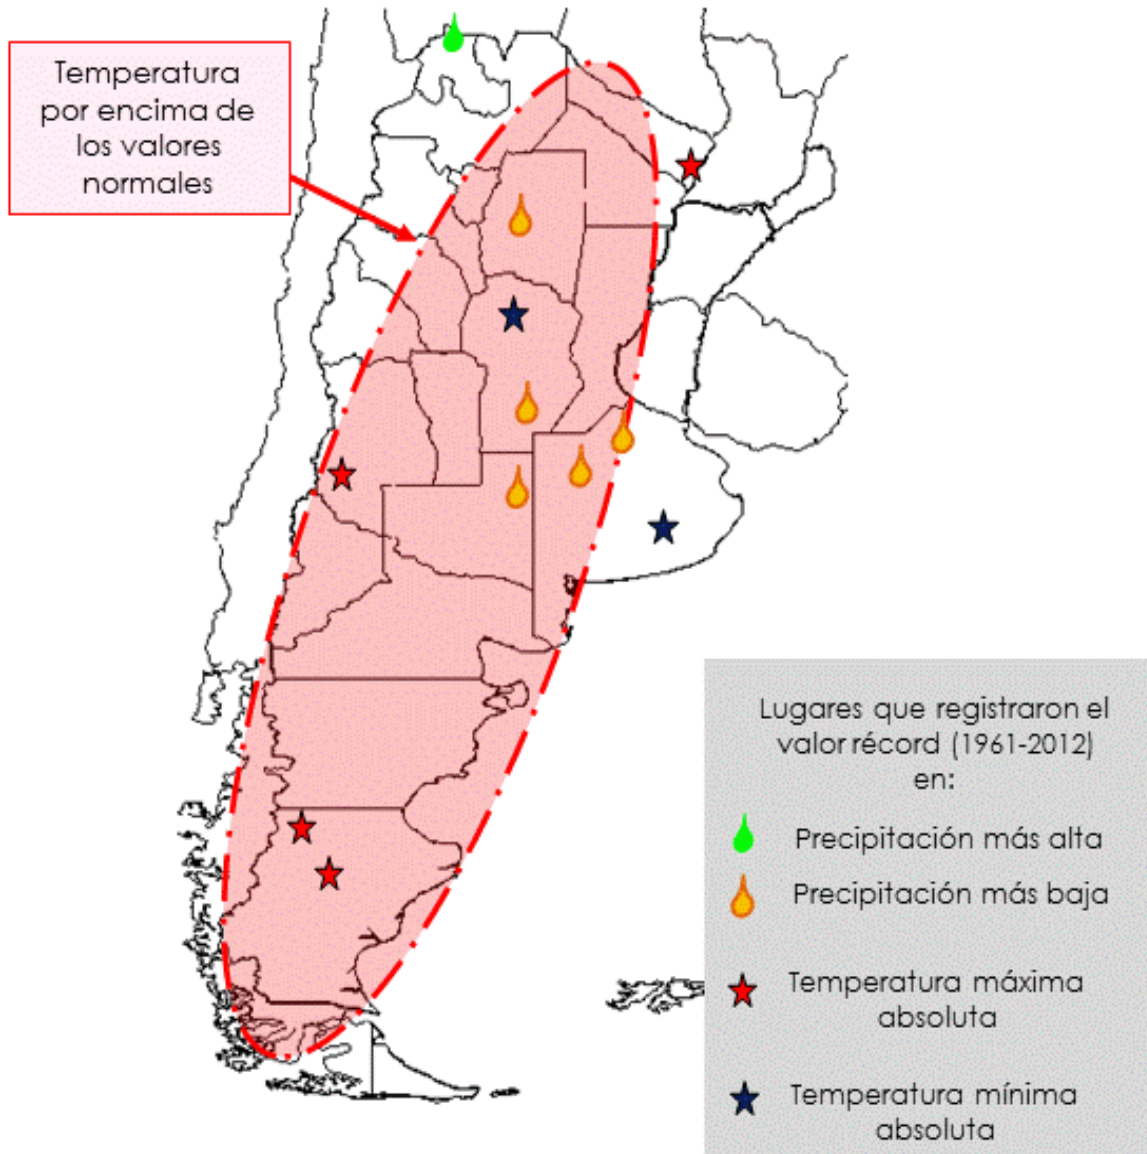 Temperatura
por encima de
los valores
normales
Lugares que registraron el
valor récord (1961-2012)
en:
Precipitación más alta
Precipitación más baja
Temperatura máxima
absoluta
Temperatura mínima
absoluta